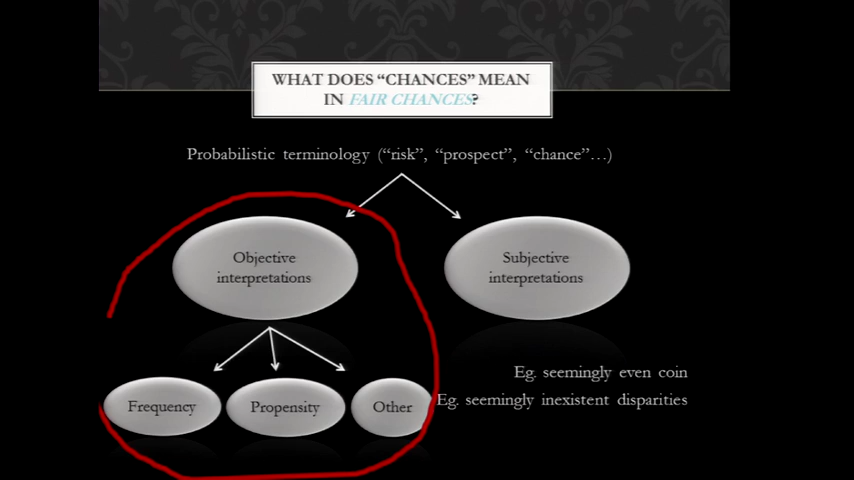 WHAT DOES “CHANCES” MEAN
IN FAIR CHANCES?
Probabilistic terminology (“risk”, “prospect”, “chance”…)
Objective
interpretations
Subjective
interpretations
Frequency
Propensity
Other
Eg. seemingly even coin
Eg. seemingly inexistent disparities